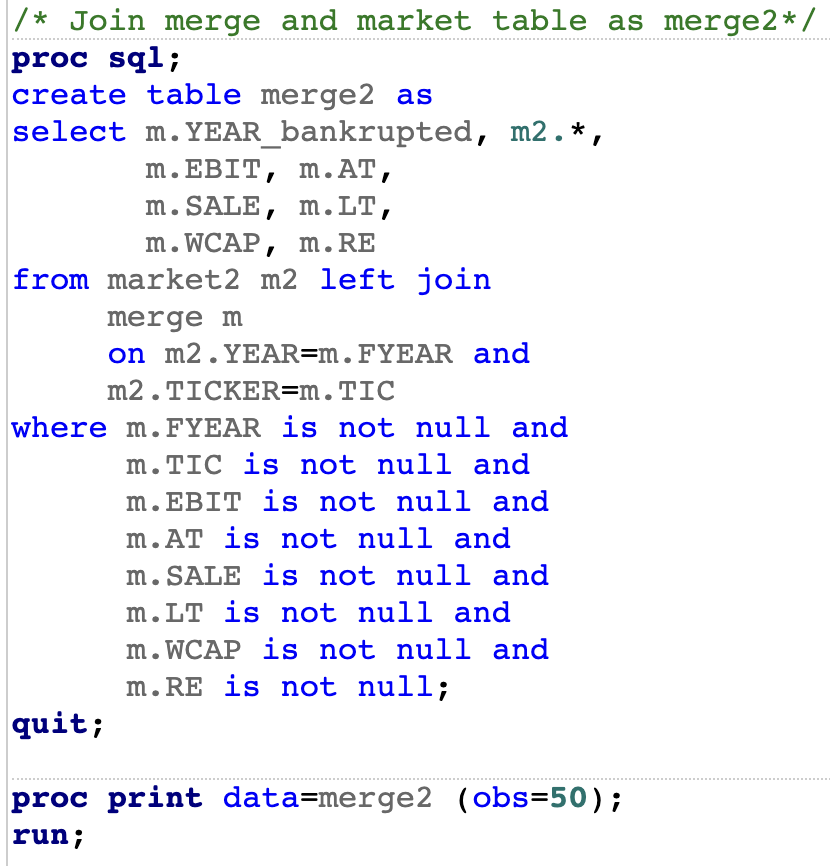 /* Join merge and market table as merge2*/
proc sql;
create table merge2 as
select m.YEAR_bankrupted, m2.*,
       m.EBIT, m.AT,
       m.SALE, m.LT,
       m.WCAP, m.RE
from market2 m2 left join
     merge m
     on m2.YEAR=m.FYEAR and
     m2.TICKER=m.TIC
where m.FYEAR is not null and
      m.TIC is not null and
      m.EBIT is not null and
      m.AT is not null and
      m.SALE is not null and
      m.LT is not null and
      m.WCAP is not null and
      m.RE is not null;
quit;

proc print data=merge2 (obs=50);
run;